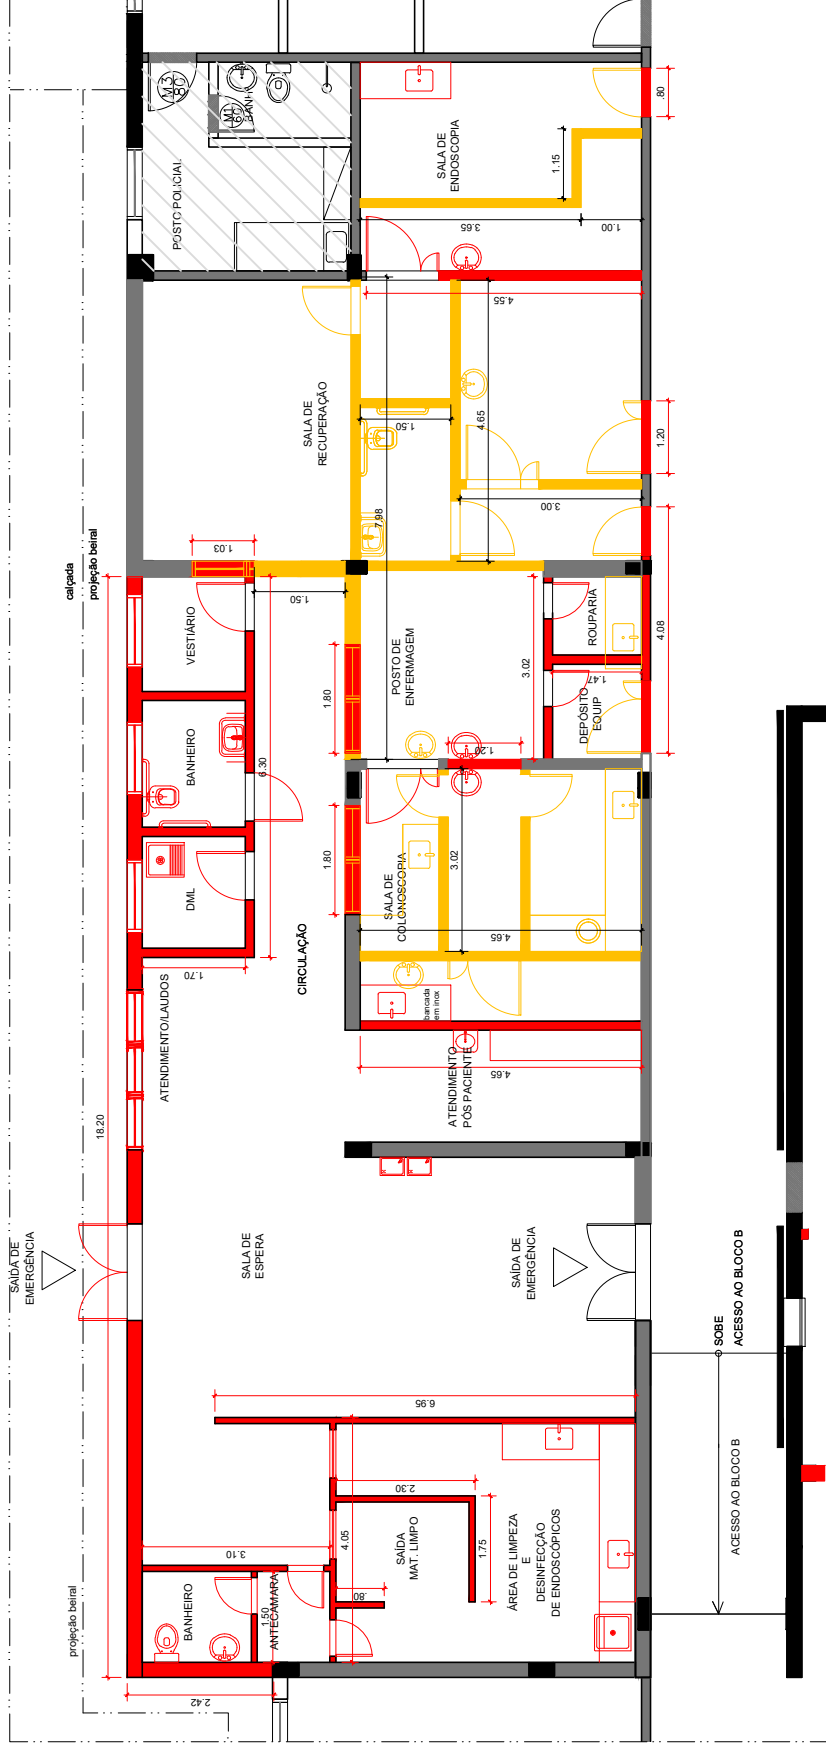 M3
8C
M1
6C
BANH
POSTO POLICIAL
SALA DE
ENDOSCOPIA
.80
1.15
3.65
1.00
4.55
SALA DE
RECUPERAÇÃO
1.50
4.65
1.20
7.98
3.00
calçada
projeção beiral
1.03
VESTIÁRIO
1.50
POSTO DE
ENFERMAGEM
ROUPARIA
3.02
4.08
1.47
DEPÓSITO
EQUIP
1.80
BANHEIRO
6.30
1.20
DML
1.80
SALA DE
COLONOSCOPIA
3.02
4.65
1.70
CIRCULAÇÃO
ATENDIMENTO/LAUDOS
bancada
em inox
ATENDIMENTO
PÓS PACIENTE
4.65
18.20
SAÍDA DE
EMERGÊNCIA
SALA DE
ESPERA
SAÍDA DE
EMERGÊNCIA
SOBE
ACESSO AO BLOCO B
6.95
2.30
ACESSO AO BLOCO B
3.10
4.05
SAÍDA
MAT. LIMPO
1.75
ÁREA DE LIMPEZA
E
DESINFECÇÃO
DE ENDOSCÓPICOS
.80
projeção beiral
BANHEIRO
1.50
ANTECÂMARA
2.42